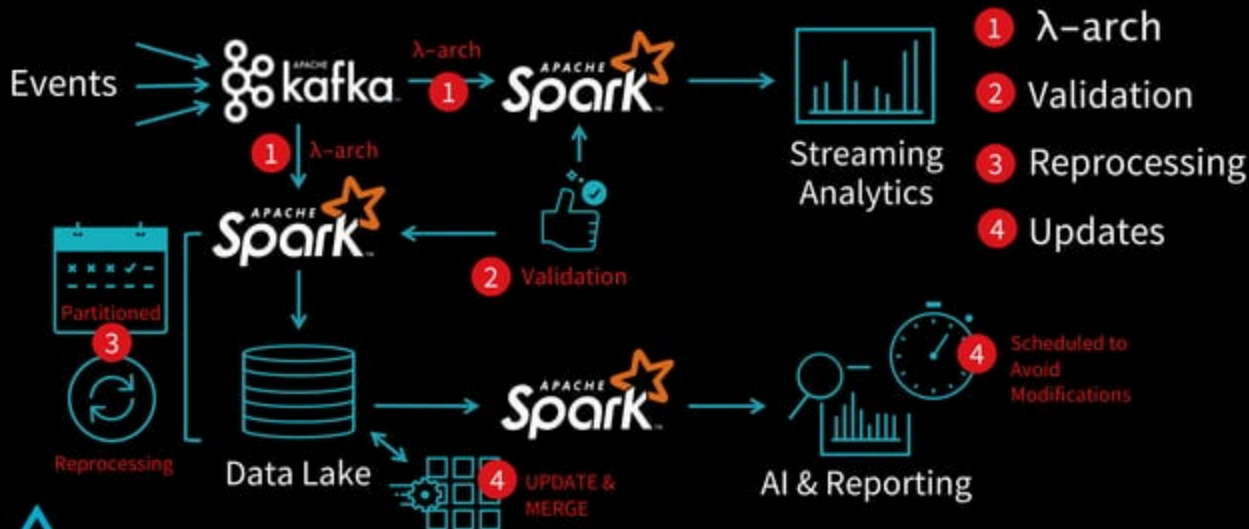 Events
APACHE
kafka
λ-arch
1
APACHE
Spark
Streaming
Analytics
1 λ-arch
2 Validation
3 Reprocessing
4 Updates
1 λ-arch
APACHE
Spark
2 Validation
Partitioned
3
Reprocessing
Data Lake
APACHE
Spark
4 UPDATE &
MERGE
AI & Reporting
4 Scheduled to
Avoid
Modifications